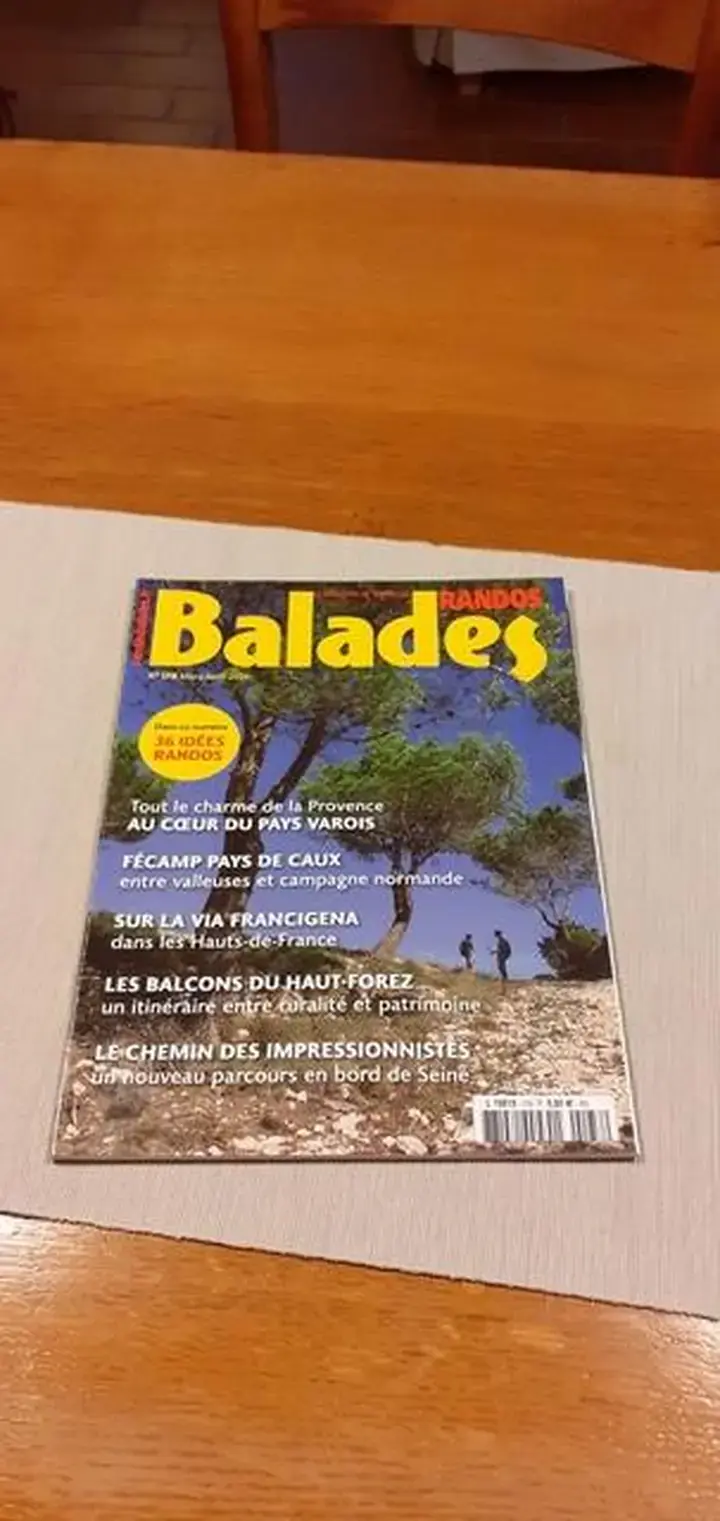 RANDOS
Balades
Dans ce numéro
36 IDÉES
RANDOS
Tout le charme de la Provence
AU CŒUR DU PAYS VAROIS
FÉCAMP PAYS DE CAUX
entre valleuses et campagne normande
SUR LA VIA FRANCIGENA
dans les Hauts-de-France
LES BALCONS DU HAUT-FOREZ
un itinéraire entre ruralité et patrimoine
LE CHEMIN DES IMPRESSIONNISTES
un nouveau parcours en bord de Seine